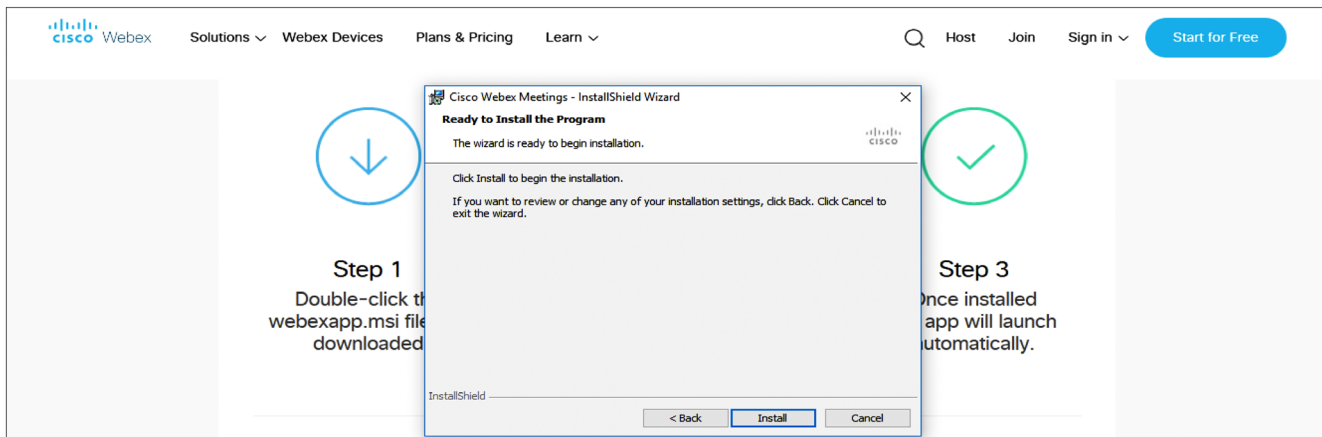 CISCO Webex
Solutions Webex Devices Plans & Pricing Learn Host Join Sign in Start for Free
Cisco Webex Meetings - InstallShield Wizard
Ready to Install the Program
The wizard is ready to begin installation.
CISCO
Click Install to begin the installation.
If you want to review or change any of your installation settings, click Back. Click Cancel to
exit the wizard.
InstallShield
< Back Install Cancel
Step 1
Double-click
webexapp.msi
downloaded
Step 3
installed
app will launch